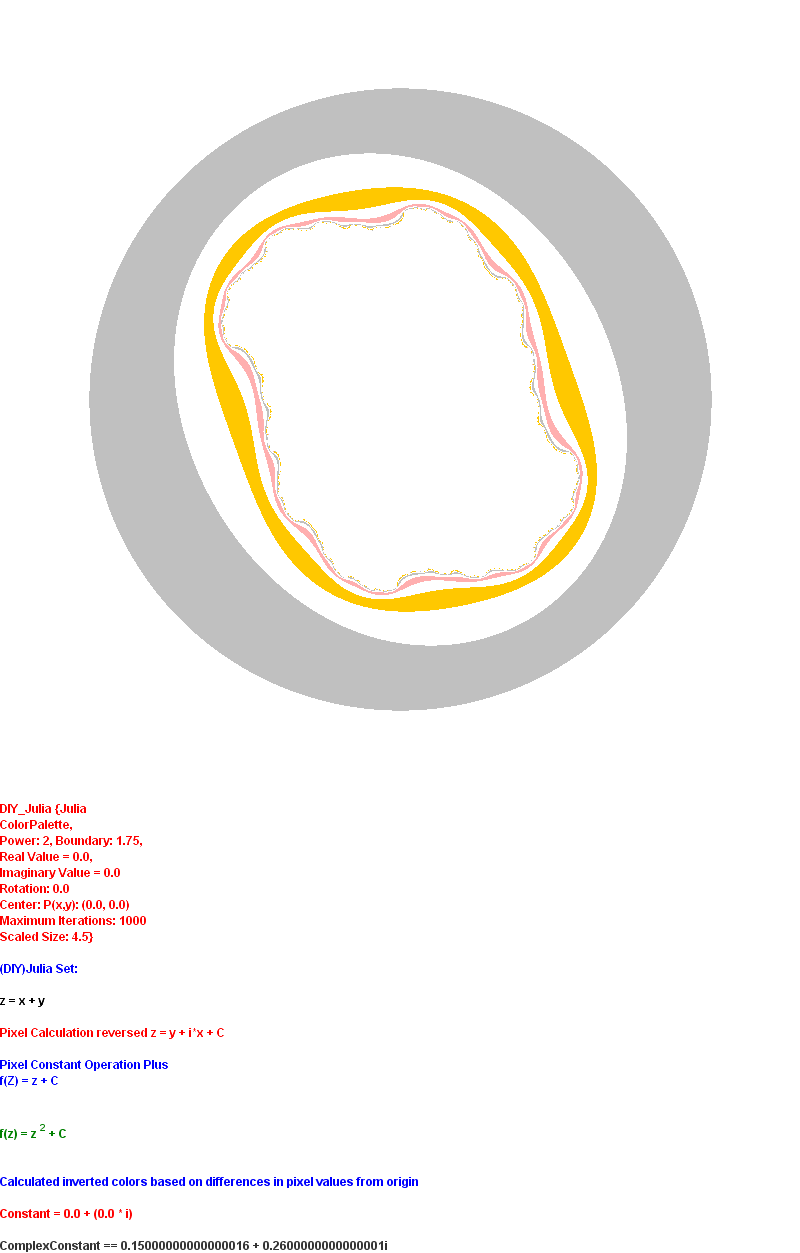 DIY_Julia {Julia
ColorPalette,
Power: 2, Boundary: 1.75,
Real Value = 0.0,
Imaginary Value = 0.0
Rotation: 0.0
Center: P(x,y): (0.0, 0.0)
Maximum Iterations: 1000
Scaled Size: 4.5}
(DIY)Julia Set:
z = x + y
Pixel Calculation reversed z = y + i*x + C
Pixel Constant Operation Plus
f(Z) = z + C
f(z) = z 2 + C
Calculated inverted colors based on differences in pixel values from origin
Constant = 0.0 + (0.0 * i)
ComplexConstant == 0.15000000000000016 + 0.2600000000000001i